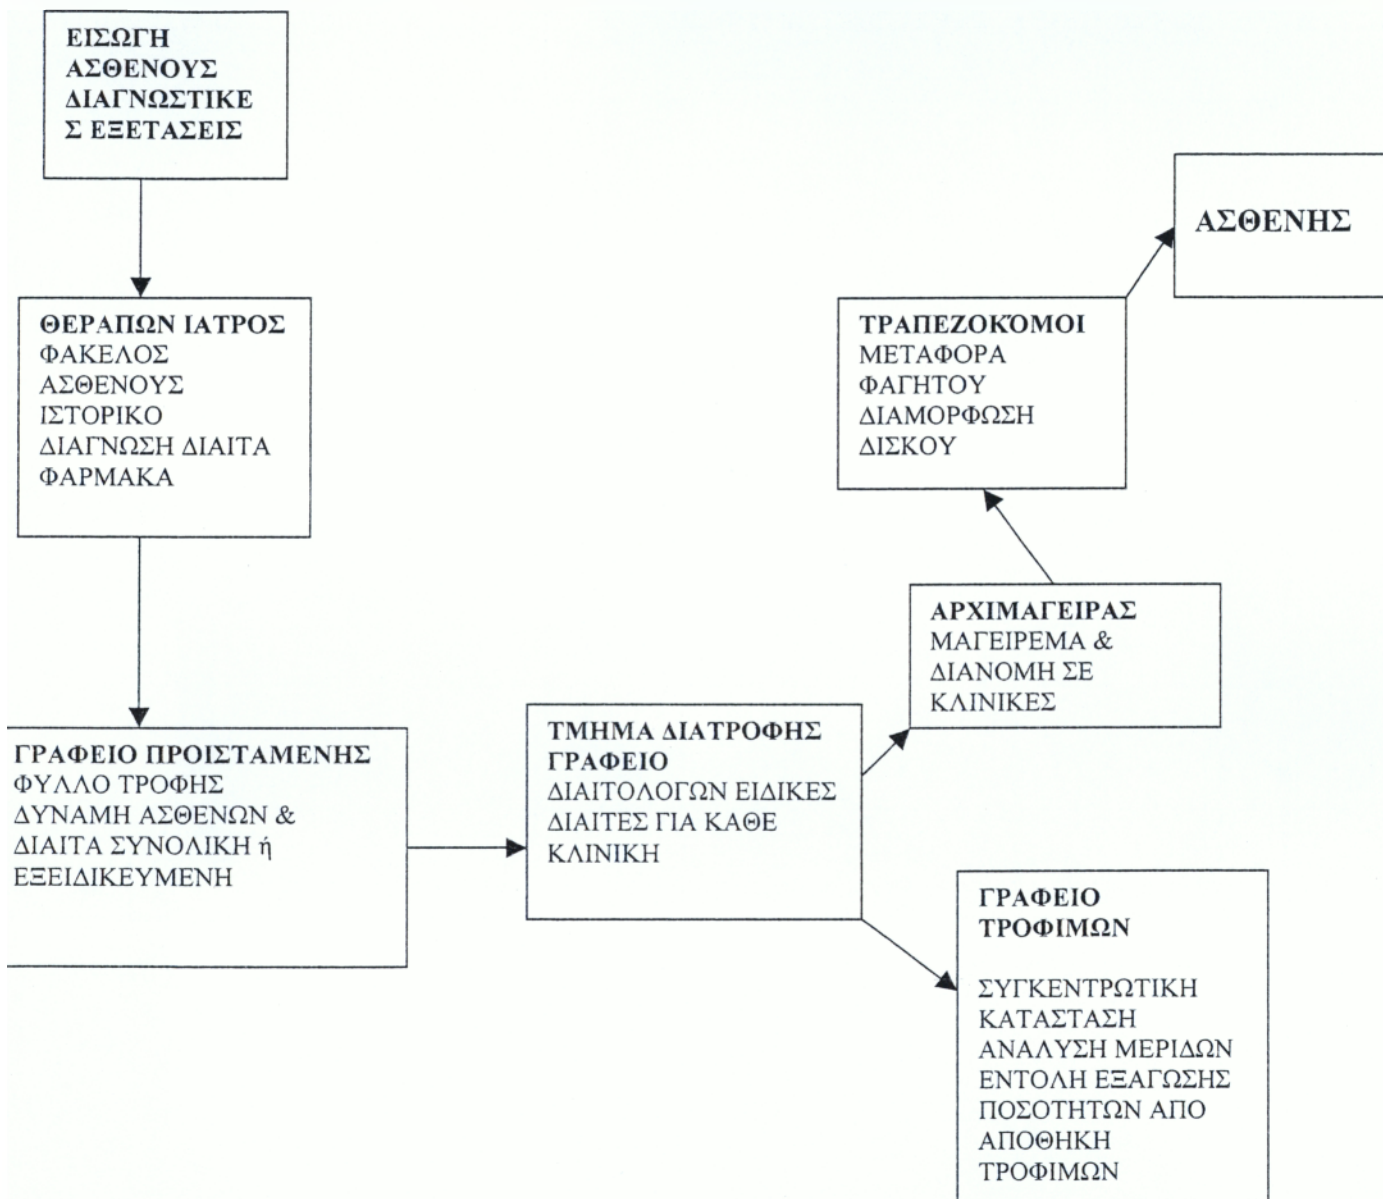 ΕΙΣΩΓΗ
ΑΣΘΕΝΟΥΣ
ΔΙΑΓΝΩΣΤΙΚΕ
Σ ΕΞΕΤΑΣΕΙΣ
ΘΕΡΑΠΩΝ ΙΑΤΡΟΣ
ΦΑΚΕΛΟΣ
ΑΣΘΕΝΟΥΣ
ΙΣΤΟΡΙΚΟ
ΔΙΑΓΝΩΣΗ ΔΙΑΙΤΑ
ΦΑΡΜΑΚΑ
ΓΡΑΦΕΙΟ ΠΡΟΙΣΤΑΜΕΝΗΣ
ΦΥΛΛΟ ΤΡΟΦΗΣ
ΔΥΝΑΜΗ ΑΣΘΕΝΩΝ &
ΔΙΑΙΤΑ ΣΥΝΟΛΙΚΗ ή
ΕΞΕΙΔΙΚΕΥΜΕΝΗ
ΤΜΗΜΑ ΔΙΑΤΡΟΦΗΣ
ΓΡΑΦΕΙΟ
ΔΙΑΙΤΟΛΟΓΩΝ ΕΙΔΙΚΕΣ
ΔΙΑΙΤΕΣ ΓΙΑ ΚΑΘΕ
ΚΛΙΝΙΚΗ
ΑΡΧΙΜΑΓΕΙΡΑΣ
ΜΑΓΕΙΡΕΜΑ &
ΔΙΑΝΟΜΗ ΣΕ
ΚΛΙΝΙΚΕΣ
ΤΡΑΠΕΖΟΚΌΜΟΙ
ΜΕΤΑΦΟΡΑ
ΦΑΓΗΤΟΥ
ΔΙΑΜΟΡΦΩΣΗ
ΔΙΣΚΟΥ
ΑΣΘΕΝΗΣ
ΓΡΑΦΕΙΟ
ΤΡΟΦΙΜΩΝ
ΣΥΓΚΕΝΤΡΩΤΙΚΗ
ΚΑΤΑΣΤΑΣΗ
ΑΝΑΛΥΣΗ ΜΕΡΙΔΩΝ
ΕΝΤΟΛΗ ΕΞΑΓΩΣΗΣ
ΠΟΣΟΤΗΤΩΝ ΑΠΟ
ΑΠΟΘΗΚΗ
ΤΡΟΦΙΜΩΝ